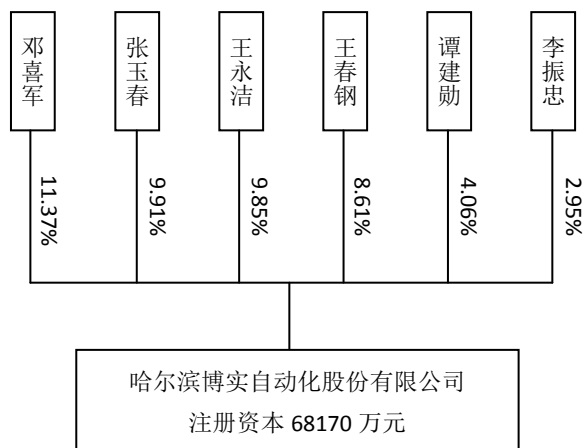 邓喜军
张玉春
王永洁
王春钢
谭建勋
李振忠
11.37%
9.91%
9.85%
8.61%
4.06%
2.95%
哈尔滨博实自动化股份有限公司
注册资本 68170 万元